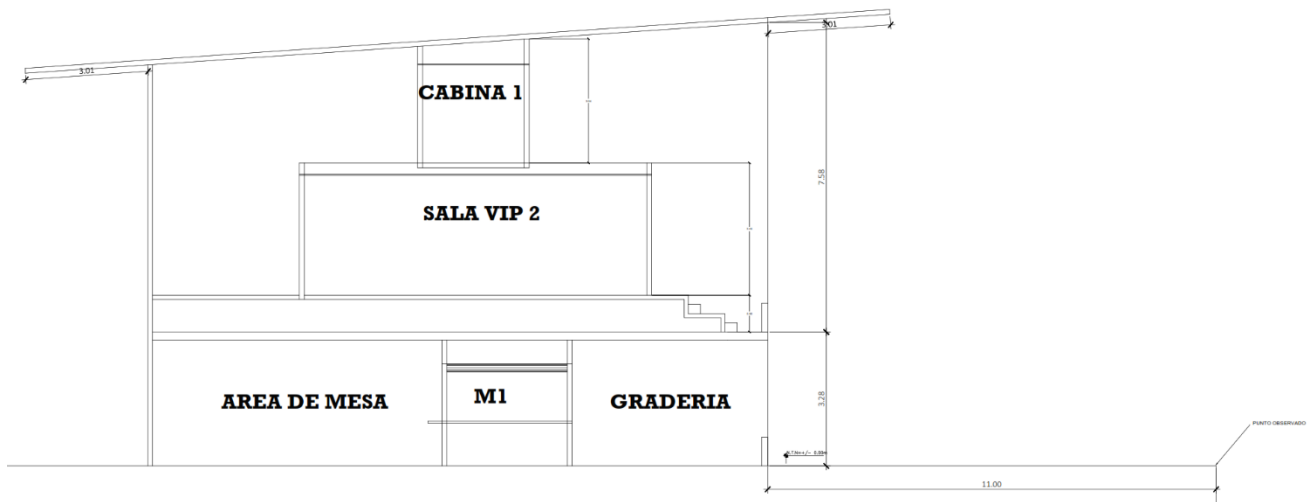 3.01
3.01
CABINA 1
7.58
SALA VIP 2
AREA DE MESA
M1
GRADERIA
3.28
PUNTO OBSERVADO
11.00